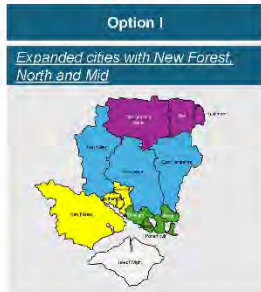 Option I
Expanded cities with New Forest,
North and Mid
Test Valley
Winchester
East Hampshire
New Forest
Isle of Wight
Portsmouth